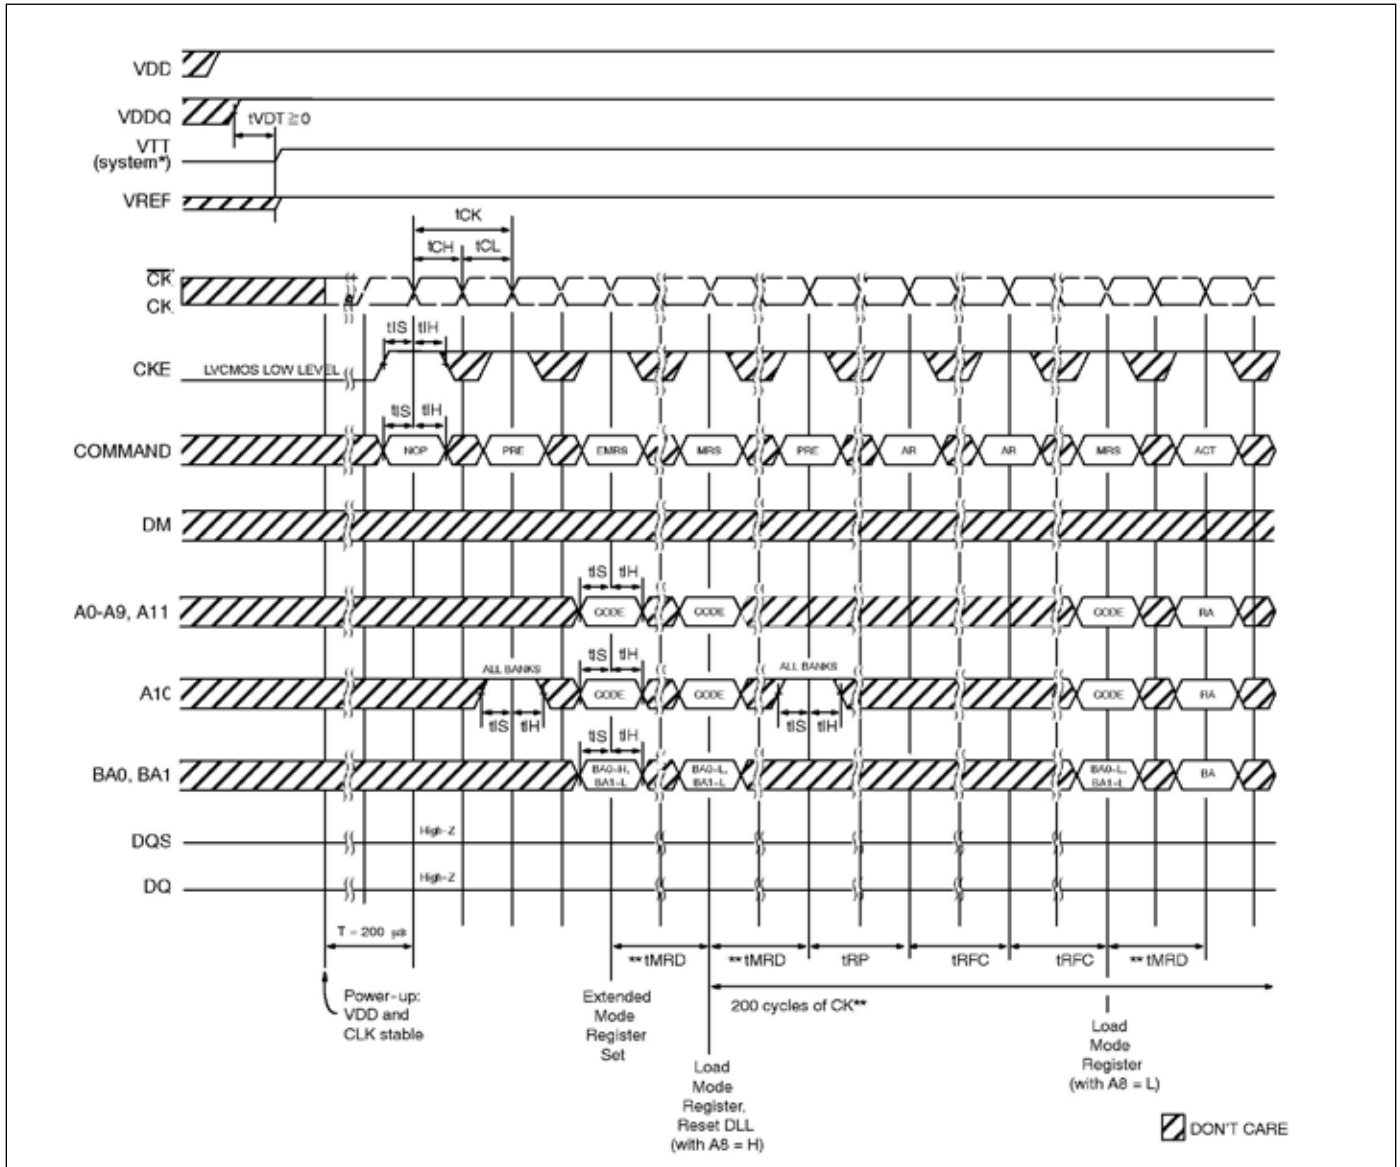 VDD
VDDQ
tVDT ≧ 0
VTT
(system*)
VREF
tCK
tCH
tCL
CK
CK
tIS
tIH
CKE
LVCMOS LOW LEVEL
tIS
tIH
COMMAND
NOP
PRE
EMRS
MRS
PRE
AR
AR
MRS
ACT
DM
tIS
tIH
A0-A9, A11
CODE
CODE
CODE
RA
ALL BANKS
tIS
tIH
ALL BANKS
A10
CODE
CODE
CODE
RA
tIS
tIH
tIS
tIH
tIS
tIH
BA0, BA1
BA0=H,
BA1=L
BA0=L,
BA1=L
BA0=L,
BA1=L
BA
DQS
High-Z
DQ
High-Z
T = 200 µs
**tMRD
**tMRD
tRP
tRFC
tRFC
**tMRD
Power-up:
VDD and
CLK stable
Extended
Mode
Register
Set
200 cycles of CK**
Load
Mode
Register,
Reset DLL
(with A8 = H)
Load
Mode
Register
(with A8 = L)
DON'T CARE